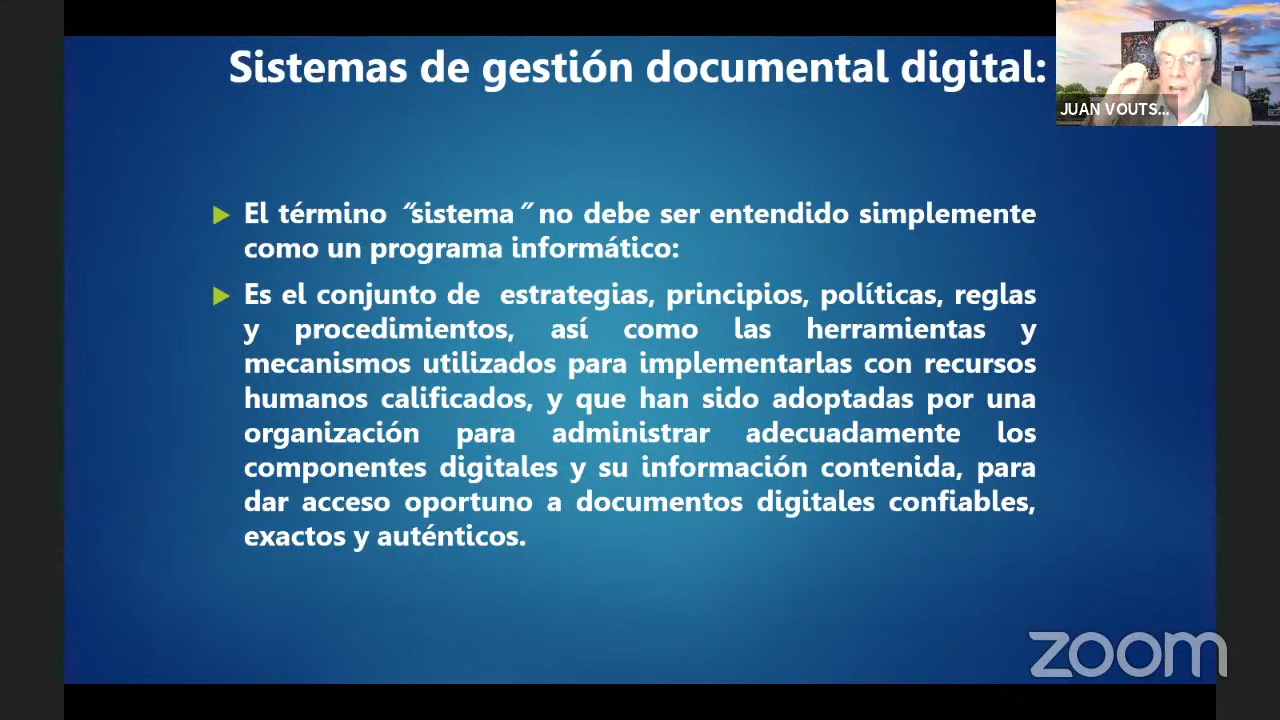 Sistemas de gestión documental digital:
JUAN VOUTS...
El término “sistema” no debe ser entendido simplemente
como un programa informático:
Es el conjunto de estrategias, principios, políticas, reglas
y procedimientos, así como las herramientas y
mecanismos utilizados para implementarlas con recursos
humanos calificados, y que han sido adoptadas por una
organización para administrar adecuadamente los
componentes digitales y su información contenida, para
dar acceso oportuno a documentos digitales confiables,
exactos y auténticos.
zoom